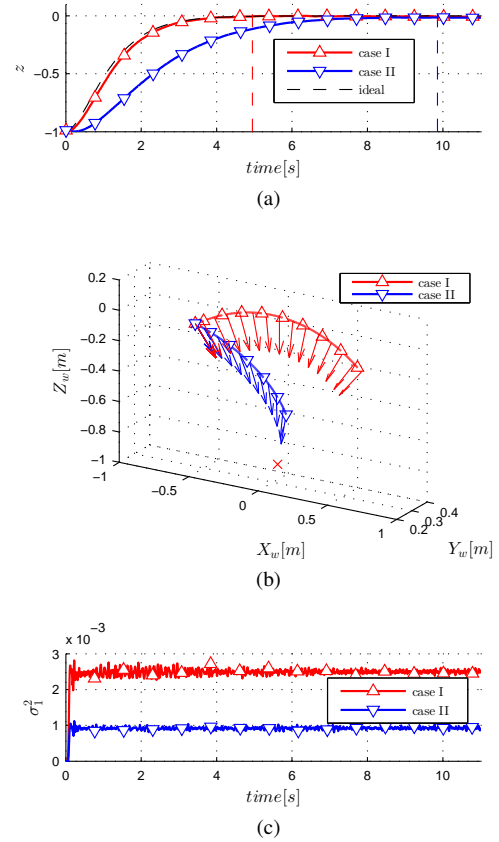 0
−0.5
−1
z
0 2 4 6 8 10
time[s]
case I
case II
ideal
(a)
0.2
0
−0.2
−0.4
−0.6
−0.8
−1
Z_w[m]
−1
−0.5
0
0.5
1
X_w[m]
0.2
0.3
0.4
Y_w[m]
case I
case II
(b)
x 10^−3
3
2
1
0
σ_1^2
0 2 4 6 8 10
time[s]
case I
case II
(c)